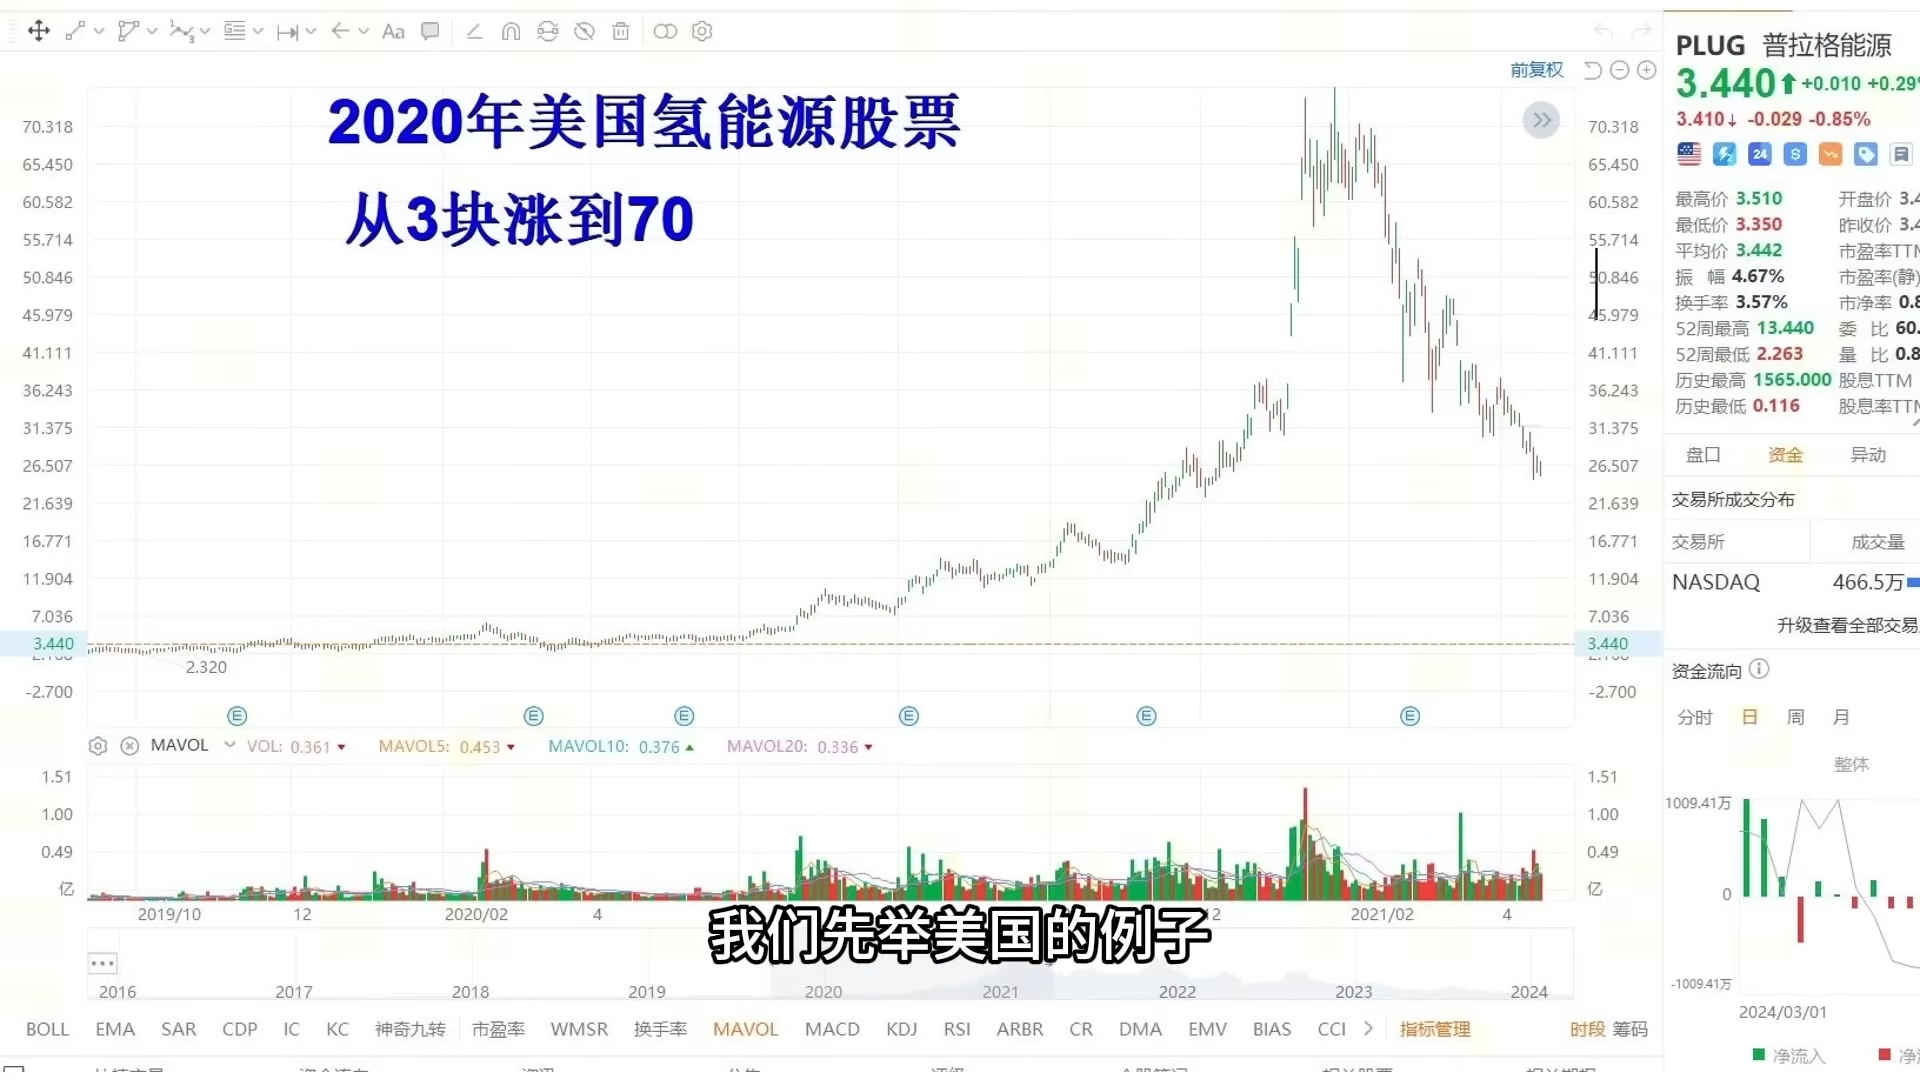 Aa
前复权
2020年美国氢能源股票
从3块涨到70
70.318
65.450
60.582
55.714
50.846
45.979
41.111
36.243
31.375
26.507
21.639
16.771
11.904
7.036
3.440
-2.700
2.320
70.318
65.450
60.582
55.714
50.846
45.979
41.111
36.243
31.375
26.507
21.639
16.771
11.904
7.036
3.440
-2.700
E E E E E E
MAVOL VOL: 0.361 MAVOL5: 0.453 MAVOL10: 0.376 MAVOL20: 0.336
1.51
1.00
0.49
亿
1.51
1.00
0.49
亿
2019/10 12 2020/02 4 12 2021/02 4
我们先举美国的例子
2016 2017 2018 2019 2020 2021 2022 2023 2024
BOLL EMA SAR CDP IC KC 神奇九转 市盈率 WMSR 换手率 MAVOL MACD KDJ RSI ARBR CR DMA EMV BIAS CCI 指标管理 时段 筹码
PLUG 普拉格能源
3.440 +0.010 +0.29%
3.410↓ -0.029 -0.85%
24
最高价 3.510 开盘价 3.4
最低价 3.350 昨收价 3.4
平均价 3.442 市盈率TTM
振 幅 4.67% 市盈率(静)
换手率 3.57% 市净率 0.8
52周最高 13.440 委 比 60.
52周最低 2.263 量 比 0.8
历史最高 1565.000 股息TTM
历史最低 0.116 股息率TTM
盘口 资金 异动
交易所成交分布
交易所 成交量
NASDAQ 466.5万
升级查看全部交易
资金流向
分时 日 周 月
整体
1009.41万
0
-1009.41万
2024/03/01
净流入 净